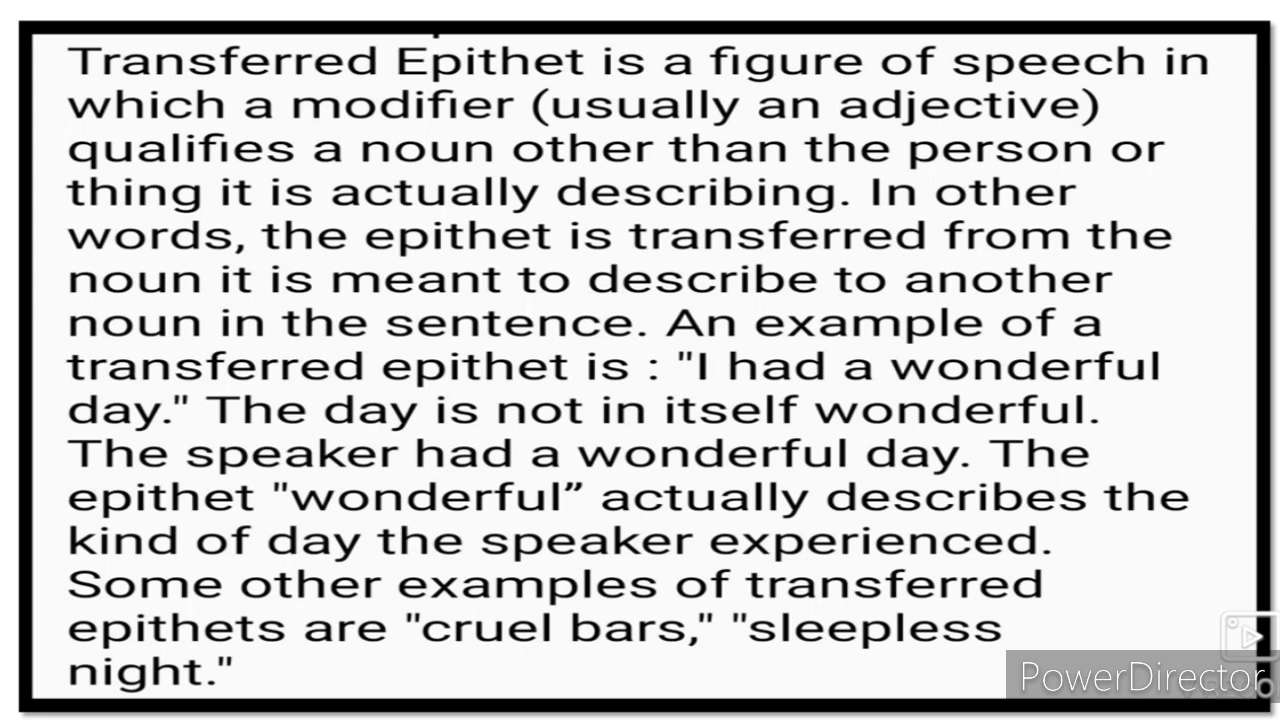 Transferred Epithet is a figure of speech in
which a modifier (usually an adjective)
qualifies a noun other than the person or
thing it is actually describing. In other
words, the epithet is transferred from the
noun it is meant to describe to another
noun in the sentence. An example of a
transferred epithet is : "I had a wonderful
day." The day is not in itself wonderful.
The speaker had a wonderful day. The
epithet "wonderful” actually describes the
kind of day the speaker experienced.
Some other examples of transferred
epithets are "cruel bars," "sleepless
night."
PowerDirector